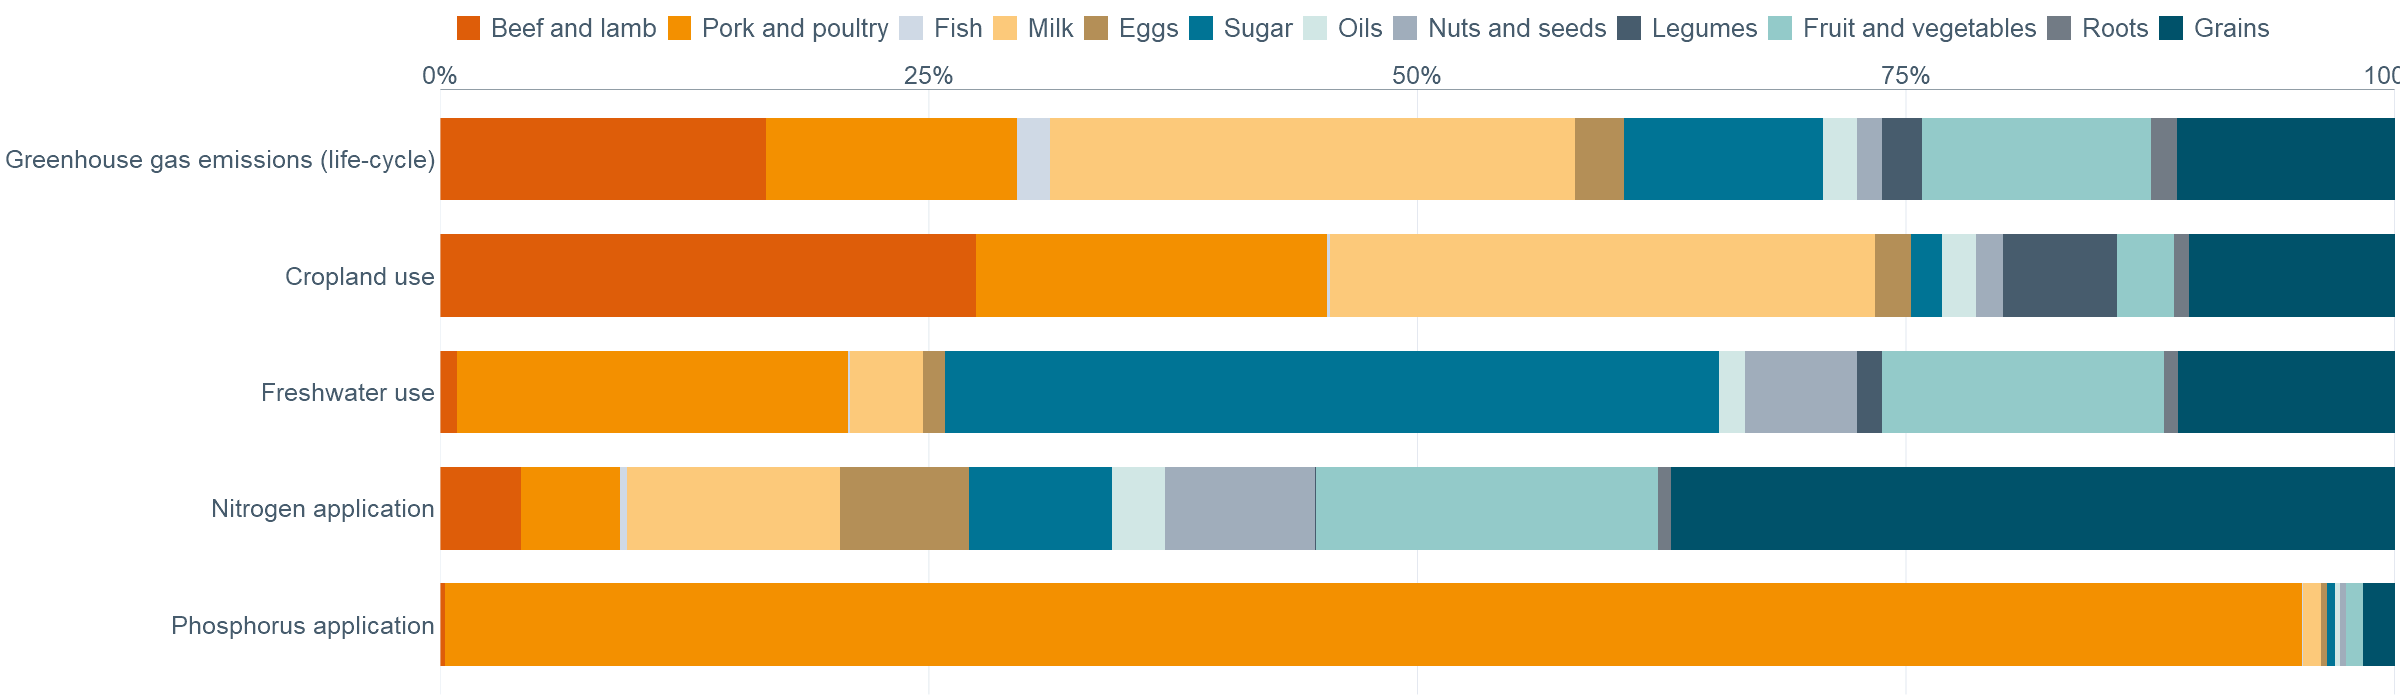 Beef and lamb Pork and poultry Fish Milk Eggs Sugar Oils Nuts and seeds Legumes Fruit and vegetables Roots Grains
0% 25% 50% 75% 100
Greenhouse gas emissions (life-cycle)
Cropland use
Freshwater use
Nitrogen application
Phosphorus application